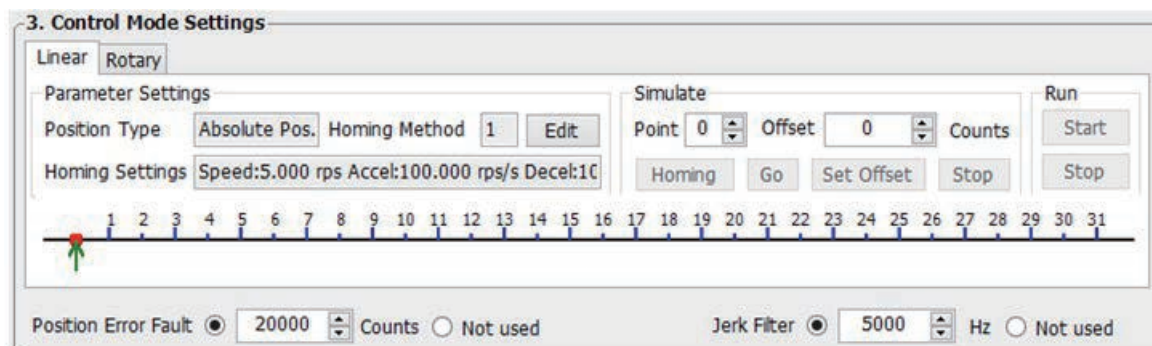 3. Control Mode Settings
Linear Rotary
Parameter Settings Simulate Run
Position Type Absolute Pos. Homing Method 1 Edit Point 0 Offset 0 Counts Start
Homing Settings Speed:5.000 rps Accel:100.000 rps/s Decel:10 Homing Go Set Offset Stop Stop
1 2 3 4 5 6 7 8 9 10 11 12 13 14 15 16 17 18 19 20 21 22 23 24 25 26 27 28 29 30 31
Position Error Fault 20000 Counts Not used Jerk Filter 5000 Hz Not used